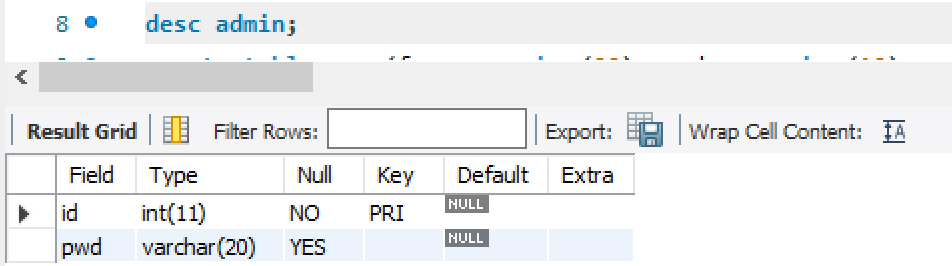 8 desc admin;
Result Grid Filter Rows: Export: Wrap Cell Content: IA
Field Type Null Key Default Extra
id int(11) NO PRI NULL
pwd varchar(20) YES NULL